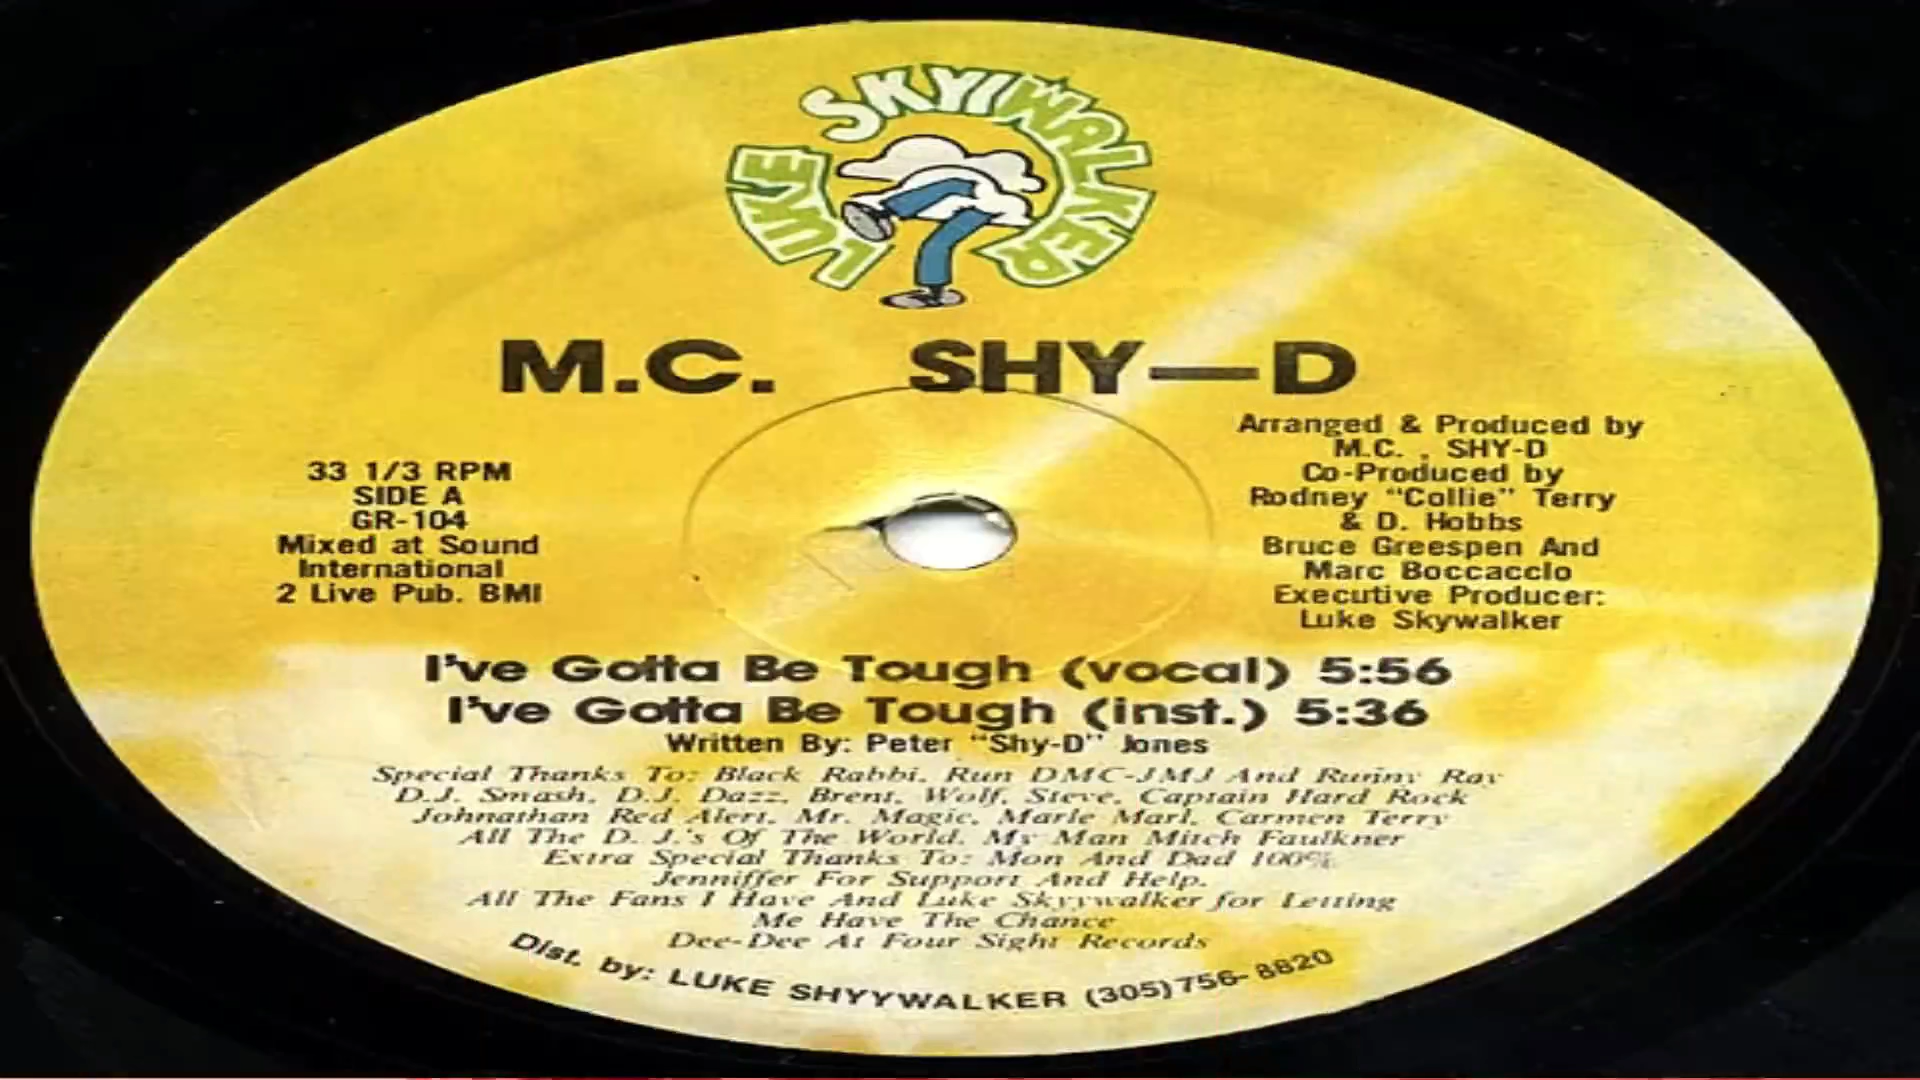 LUKE SKYYWALKER
M.C. SHY—D
33 1/3 RPM
SIDE A
GR-104
Mixed at Sound
International
2 Live Pub. BMI
Arranged & Produced by
M.C. , SHY-D
Co-Produced by
Rodney "Collie" Terry
& D. Hobbs
Bruce Greespen And
Marc Boccaccio
Executive Producer:
Luke Skywalker
I've Gotta Be Tough (vocal) 5:56
I've Gotta Be Tough (inst.) 5:36
Written By: Peter "Shy-D" Jones
Special Thanks To: Black Rabbi, Run DMC-JMJ And Runny Ray
D.J. Smash, D.J. Dazz, Brent, Wolf, Steve, Captain Hard Rock
Johnathan Red Alert, Mr. Magic, Marle Marl, Carmen Terry
All The D. J.'s Of The World. My Man Mitch Faulkner
Extra Special Thanks To: Mon And Dad 100%
Jenniffer For Support And Help.
All The Fans I Have And Luke Skyywalker for Letting
Me Have The Chance
Dee-Dee At Four Sight Records
Dist. by: LUKE SHYYWALKER (305) 756-8820